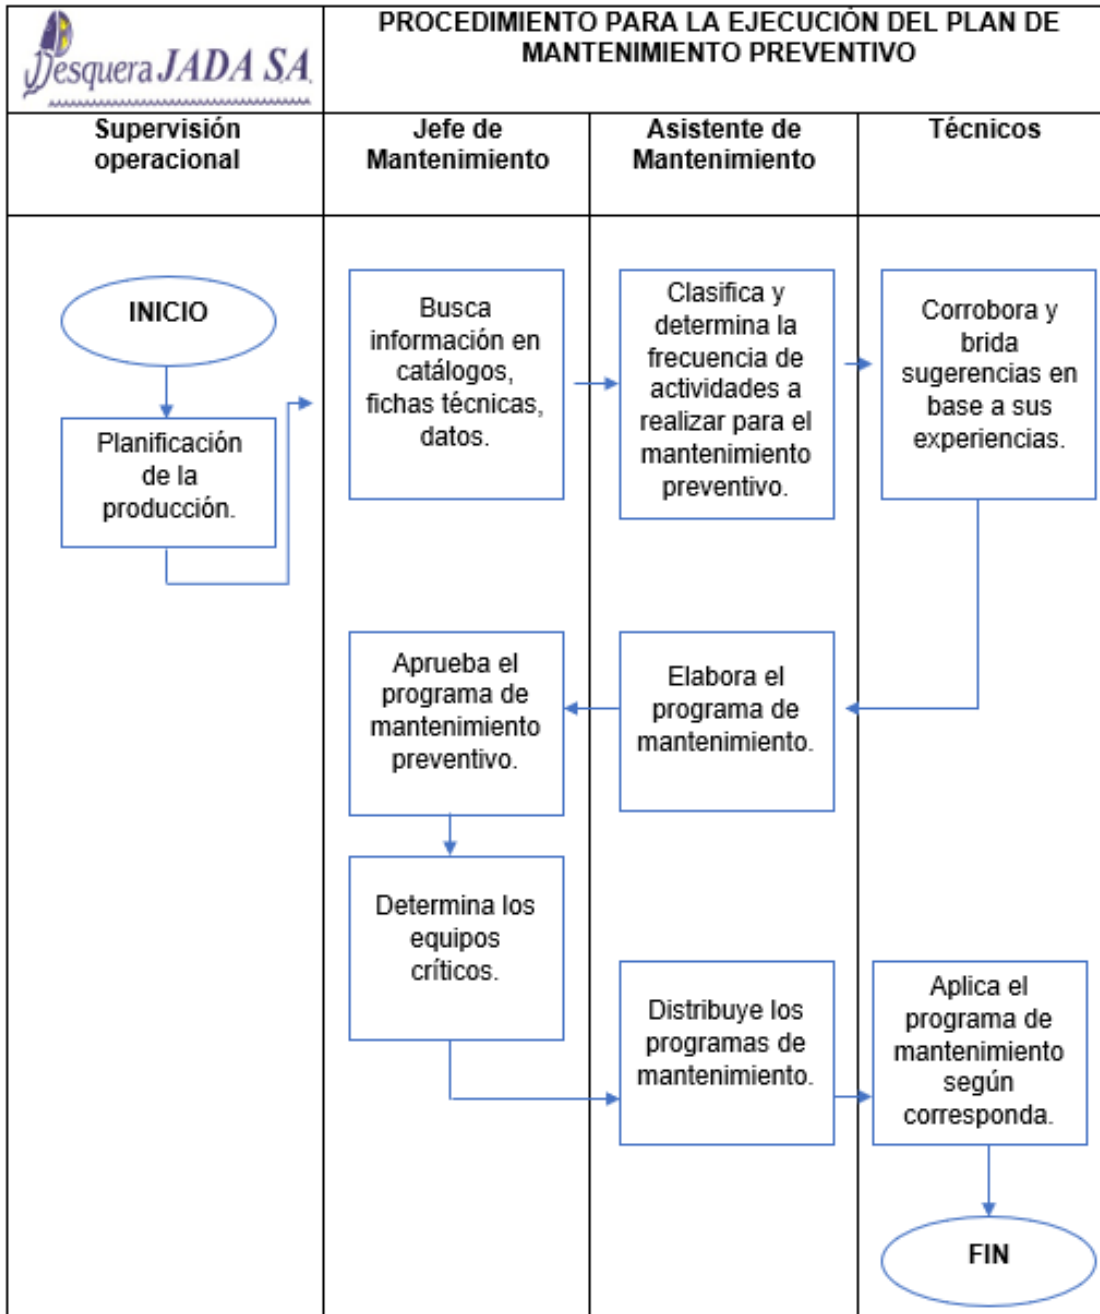 Pesquera JADA S.A.
PROCEDIMIENTO PARA LA EJECUCIÓN DEL PLAN DE
MANTENIMIENTO PREVENTIVO
Supervisión
operacional
Jefe de
Mantenimiento
Asistente de
Mantenimiento
Técnicos
INICIO
Planificación
de la
producción.
Busca
información en
catálogos,
fichas técnicas,
datos.
Clasifica y
determina la
frecuencia de
actividades a
realizar para el
mantenimiento
preventivo.
Corrobora y
brida
sugerencias en
base a sus
experiencias.
Aprueba el
programa de
mantenimiento
preventivo.
Elabora el
programa de
mantenimiento.
Determina los
equipos
críticos.
Distribuye los
programas de
mantenimiento.
Aplica el
programa de
mantenimiento
según
corresponda.
FIN